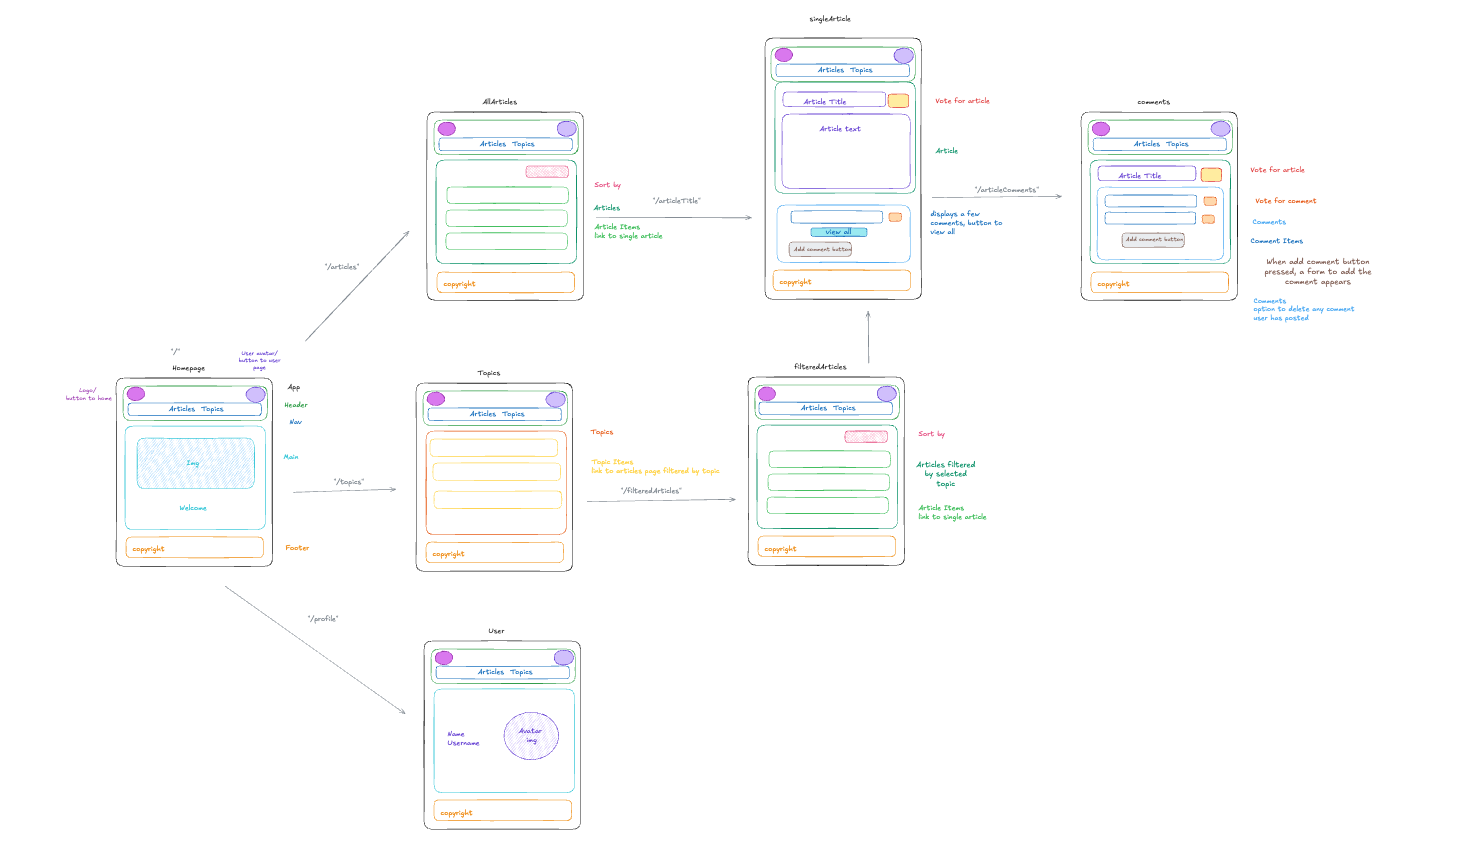 singleArticle
Articles Topics
Article Title
Vote for article
Article text
Article
view all
Add comment button
displays a few
comments, button to
view all
copyright
AllArticles
Articles Topics
Sort by
Articles
Article Items
link to single article
copyright
"/articleTitle"
"/articleComments"
comments
Articles Topics
Article Title
Vote for article
Vote for comment
Comments
Add comment button
Comment Items
When add comment button
pressed, a form to add the
comment appears
copyright
Comments
option to delete any comment
user has posted
"/articles"
"/"
Homepage
User avatar/
button to user
page
Logo/
button to home
App
Header
Articles Topics
Nav
Img
Main
Welcome
copyright
Footer
"/topics"
Topics
Articles Topics
Topics
Topic Items
link to articles page filtered by topic
copyright
"/filteredArticles"
filteredArticles
Articles Topics
Sort by
Articles filtered
by selected
topic
Article Items
link to single article
copyright
"/profile"
User
Articles Topics
Name
Username
Avatar
img
copyright